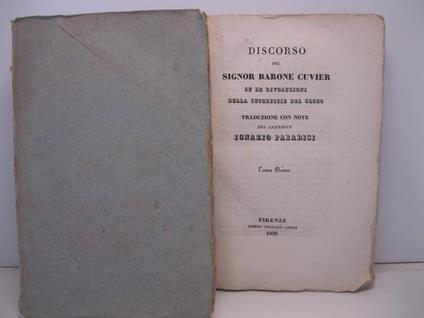 DISCORSO
DEL
SIGNOR BARONE CUVIER
SU LE RIVOLUZIONI
DELLA SUPERFICIE DEL GLOBO
TRADUZIONE CON NOTE
DEL
IGNAZIO PARADISI
Tomo Primo
FIRENZE
PRESSO
1828